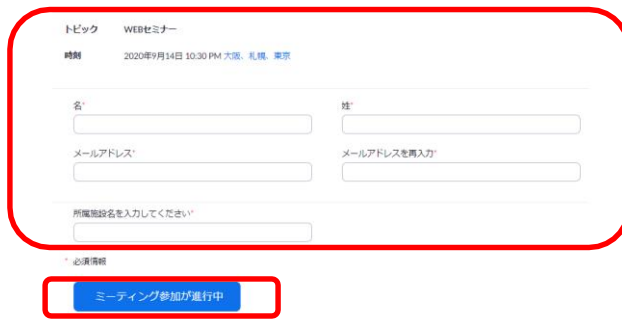 トピック WEBセミナー
時刻 2020年9月14日 10:30 PM 大阪、札幌、東京
名* 姓*
メールアドレス* メールアドレスを再入力*
所属施設名を入力してください*
* 必須情報
ミーティング参加が進行中